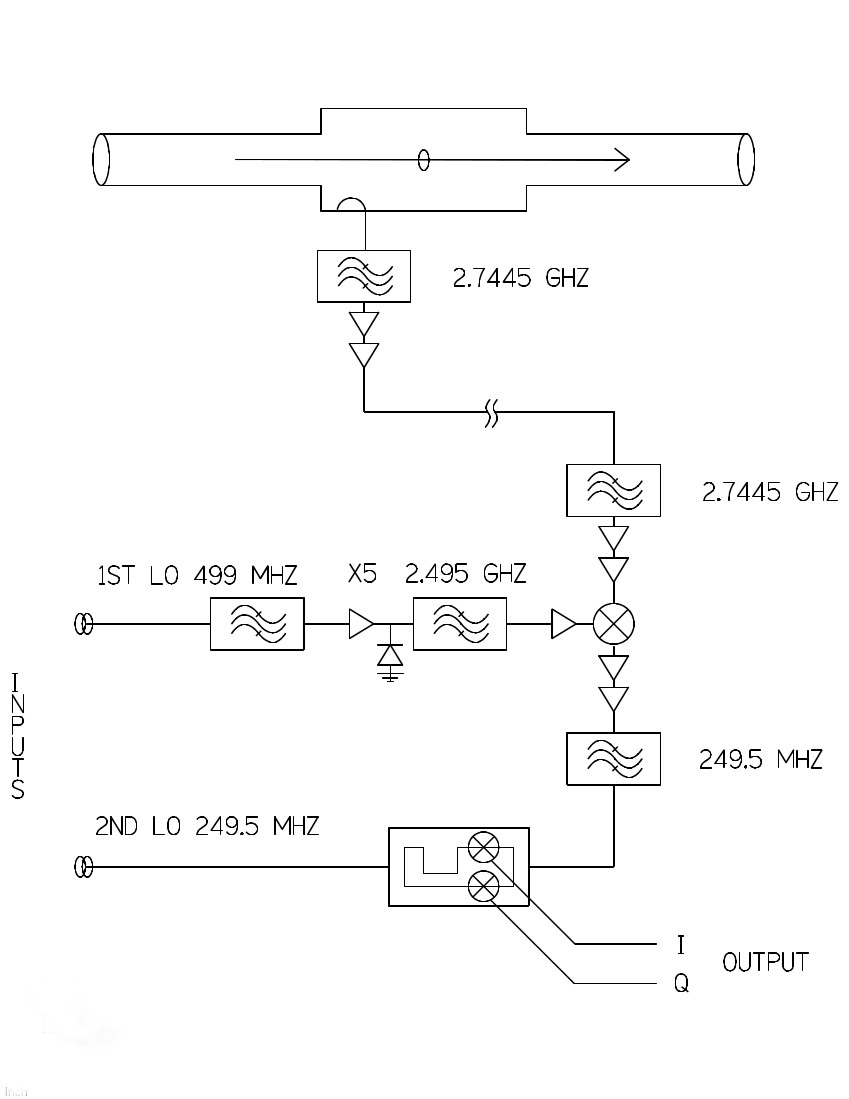 2.7445 GHZ
2.7445 GHZ
1ST LO 499 MHZ X5 2.495 GHZ
INPUTS
249.5 MHZ
2ND LO 249.5 MHZ
I
OUTPUT
Q